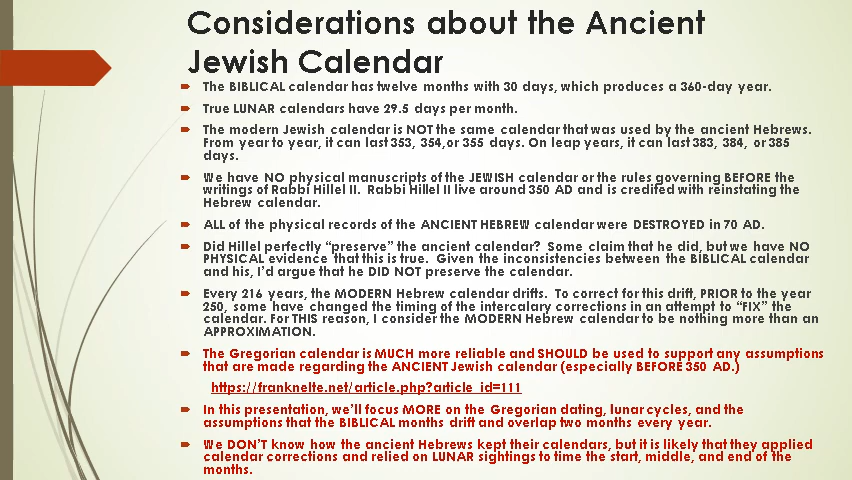 Considerations about the Ancient
Jewish Calendar
The BIBLICAL calendar has twelve months with 30 days, which produces a 360-day year.
True LUNAR calendars have 29.5 days per month.
The modern Jewish calendar is NOT the same calendar that was used by the ancient Hebrews.
From year to year, it can last 353, 354,or 355 days. On leap years, it can last 383, 384, or 385
days.
We have NO physical manuscripts of the JEWISH calendar or the rules governing BEFORE the
writings of Rabbi Hillel II. Rabbi Hillel II live around 350 AD and is credited with reinstating the
Hebrew calendar.
ALL of the physical records of the ANCIENT HEBREW calendar were DESTROYED in 70 AD.
Did Hillel perfectly “preserve” the ancient calendar? Some claim that he did, but we have NO
PHYSICAL evidence that this is true. Given the inconsistencies between the BIBLICAL calendar
and his, I’d argue that he DID NOT preserve the calendar.
Every 216 years, the MODERN Hebrew calendar drifts. To correct for this drift, PRIOR to the year
250, some have changed the timing of the intercalary corrections in an attempt to “FIX” the
calendar. For THIS reason, I consider the MODERN Hebrew calendar to be nothing more than an
APPROXIMATION.
The Gregorian calendar is MUCH more reliable and SHOULD be used to support any assumptions
that are made regarding the ANCIENT Jewish calendar (especially BEFORE 350 AD.)
https://franknelte.net/article.php?article_id=111
In this presentation, we’ll focus MORE on the Gregorian dating, lunar cycles, and the
assumptions that the BIBLICAL months drift and overlap two months every year.
We DON’T know how the ancient Hebrews kept their calendars, but it is likely that they applied
calendar corrections and relied on LUNAR sightings to time the start, middle, and end of the
months.